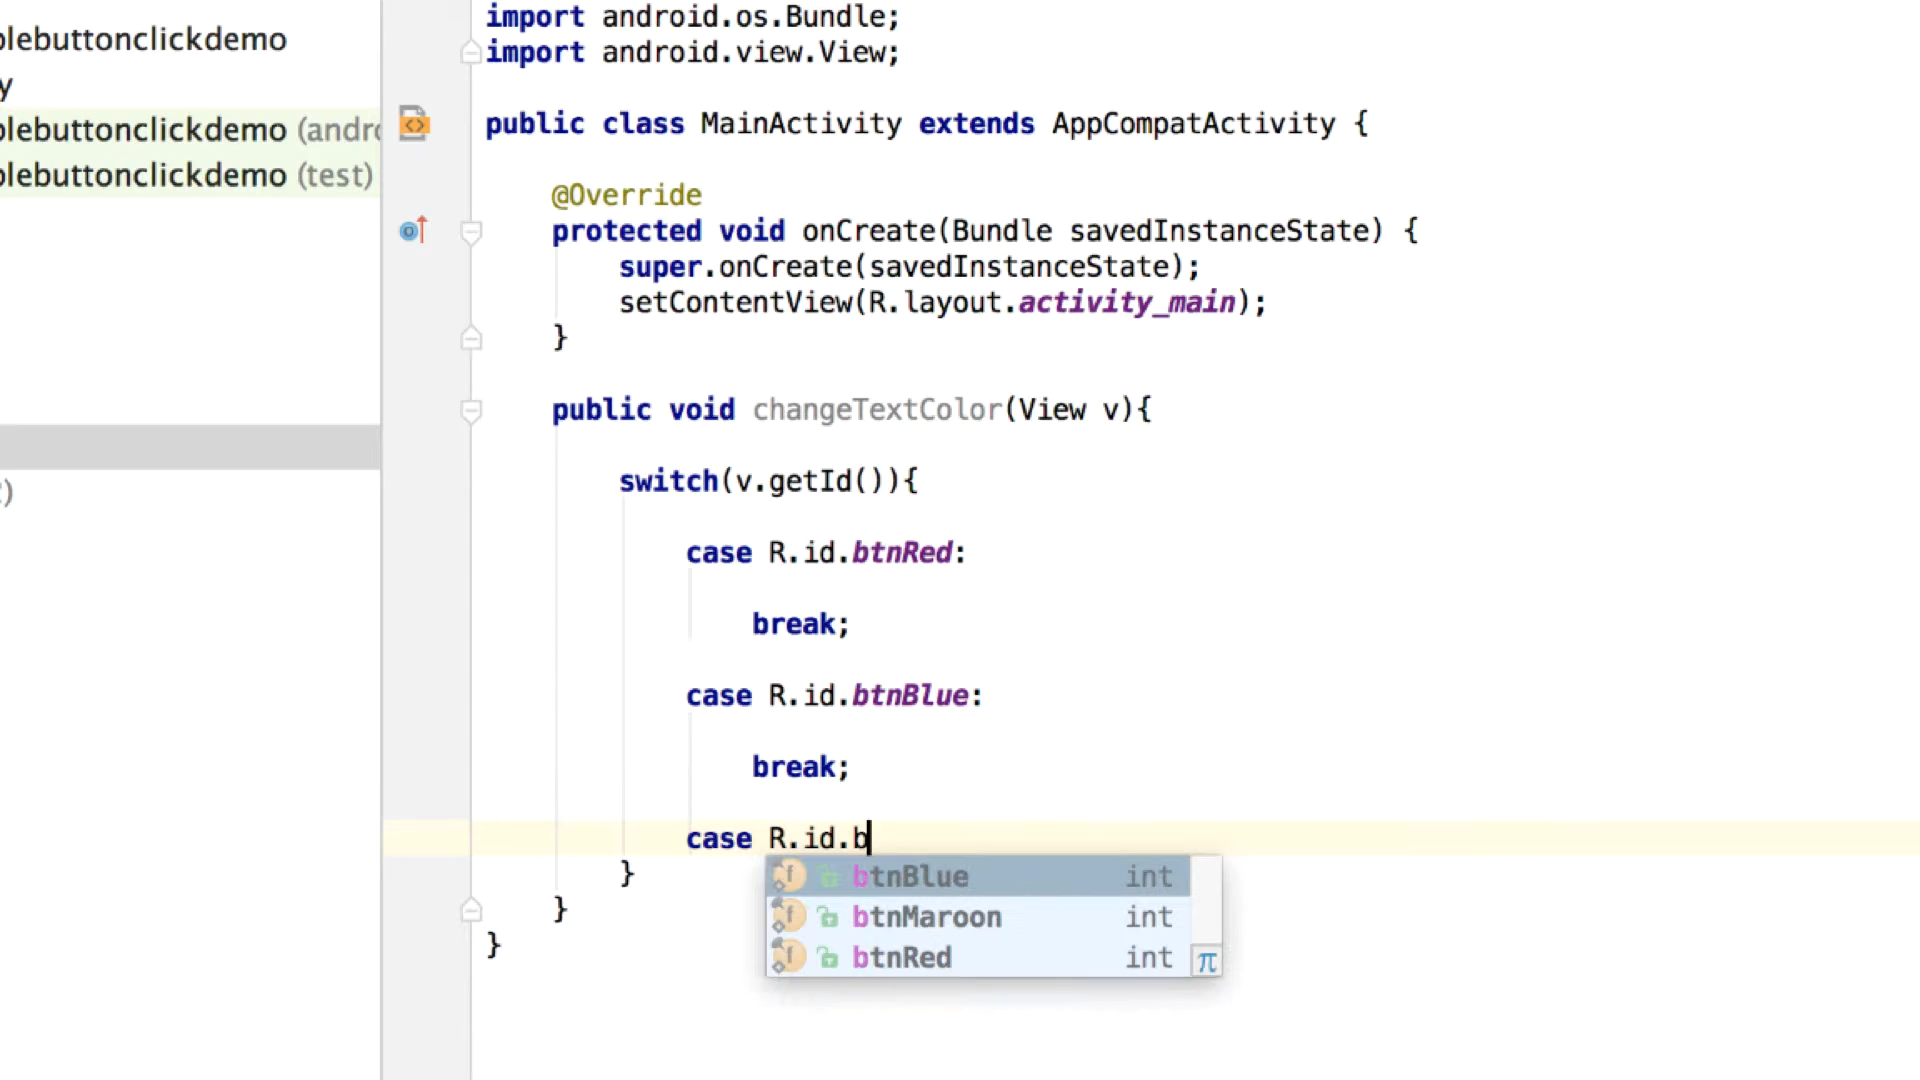 import android.os.Bundle;
import android.view.View;
public class MainActivity extends AppCompatActivity {
@Override
protected void onCreate(Bundle savedInstanceState) {
super.onCreate(savedInstanceState);
setContentView(R.layout.activity_main);
}
public void changeTextColor(View v){
switch(v.getId()){
case R.id.btnRed:
break;
case R.id.btnBlue:
break;
case R.id.b
}
}
}
btnBlue int
btnMaroon int
btnRed int
π
lebuttonclickdemo
y
lebuttonclickdemo (andr
lebuttonclickdemo (test)
)